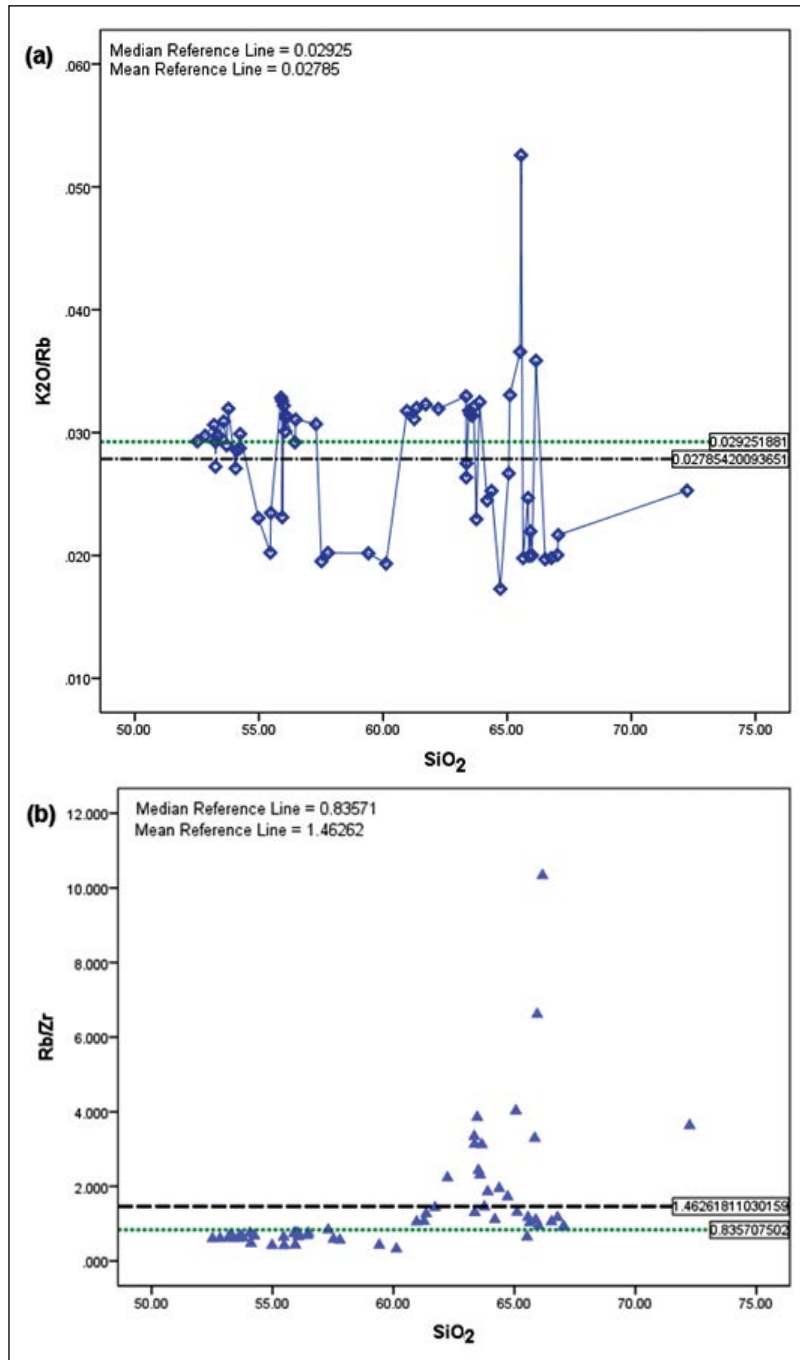 (a)
Median Reference Line = 0.02925
Mean Reference Line = 0.02785
.060
.050
.040
.030
.020
.010
K2O/Rb
0.029251881
0.02785420093651
50.00 55.00 60.00 65.00 70.00 75.00
SiO2
(b)
Median Reference Line = 0.83571
Mean Reference Line = 1.46262
12.000
10.000
8.000
6.000
4.000
2.000
.000
Rb/Zr
1.46261811030159
0.835707502
50.00 55.00 60.00 65.00 70.00 75.00
SiO2